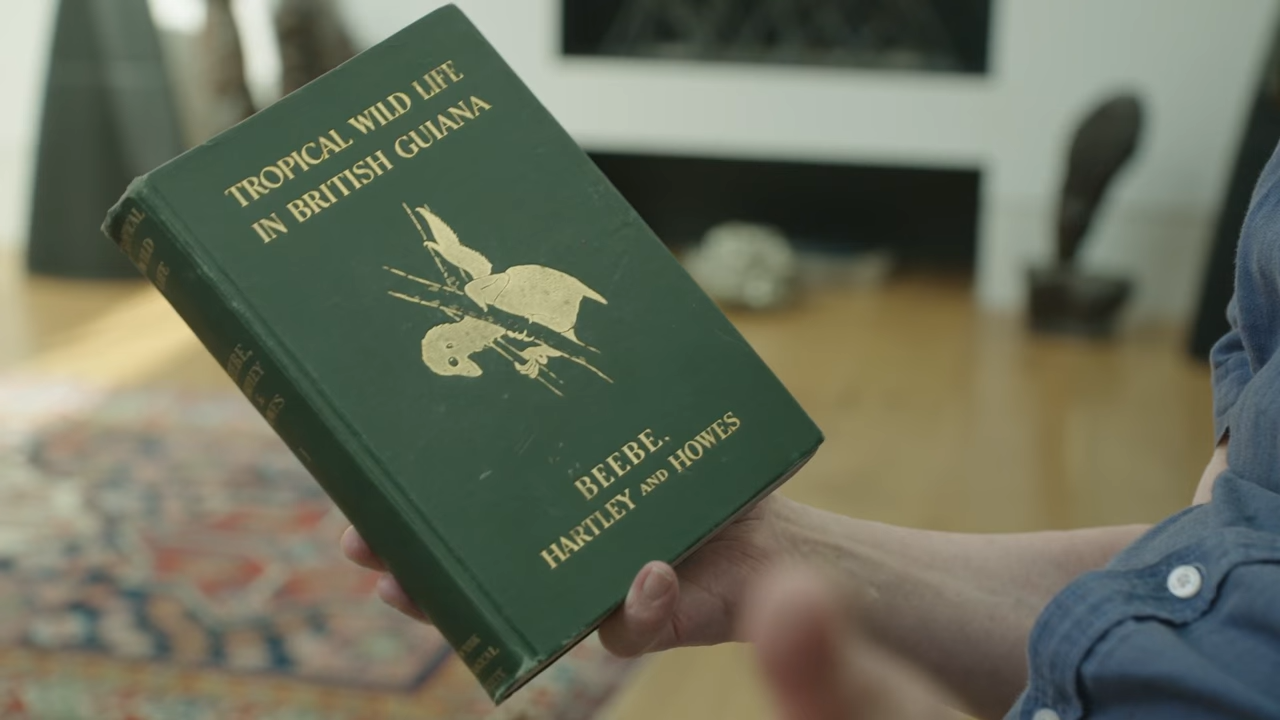 TROPICAL WILD LIFE
IN BRITISH GUIANA
BEEBE,
HARTLEY AND HOWES